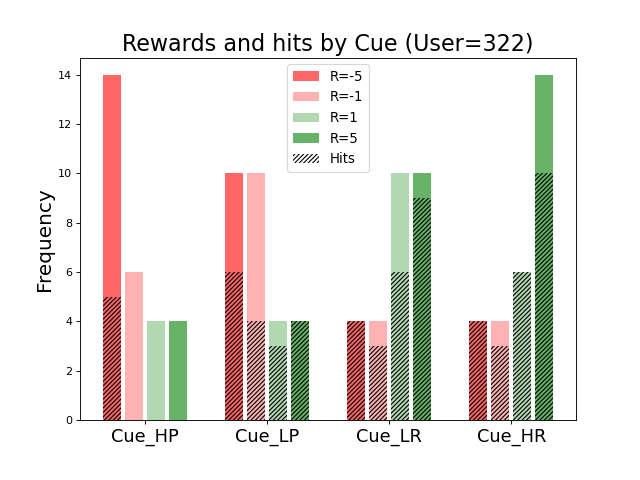 Rewards and hits by Cue (User=322)
R=-5
R=-1
R=1
R=5
Hits
Frequency
14
12
10
8
6
4
2
0
Cue_HP
Cue_LP
Cue_LR
Cue_HR